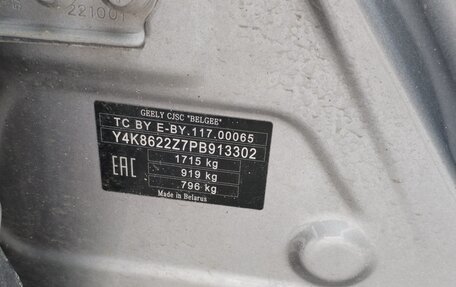 221001
GEELY CJSC "BELGEE"
TC BY E-BY.117.00065
Y4K8622Z7PB913302
EAC
1715 kg
919 kg
796 kg
Made in Belarus